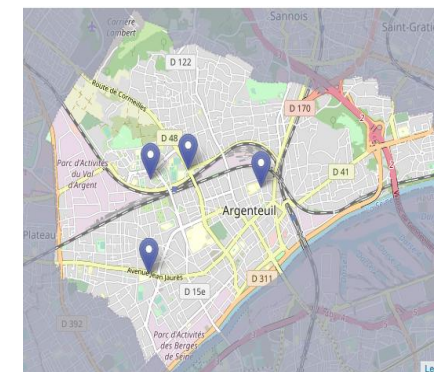 Carrière
Lambert
Sannois
Saint-Grati
D 122
Route de Cormeilles
D 170
D 48
Parc d'Activités
du Val
d'Argent
D 41
Argenteuil
Plateau
Avenue Jean Jaurès
D 311
D 15e
D 392
Parc d'Activités
des Berges
de Seine
Le